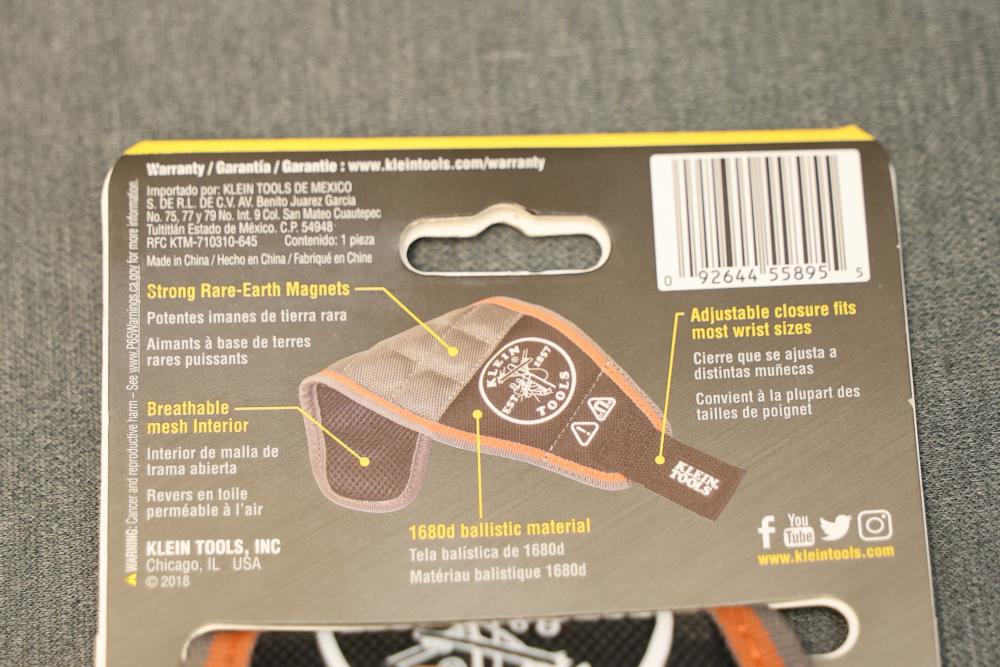 Warranty / Garantía / Garantie : www.kleintools.com/warranty
Importado por: KLEIN TOOLS DE MEXICO
S. DE R.L. DE C.V. AV. Benito Juarez Garcia
No. 75, 77 y 79 No. Int. 9 Col. San Mateo Cuautepec
Tultitlán Estado de México. C.P. 54948
RFC KTM-710310-645 Contenido: 1 pieza
Made in China / Hecho en China / Fabriqué en Chine
0 92644 55895 5
Strong Rare-Earth Magnets
Potentes imanes de tierra rara
Aimants à base de terres
rares puissants
Breathable
mesh Interior
Interior de malla de
trama abierta
Revers en toile
perméable à l'air
KLEIN TOOLS, INC
Chicago, IL USA
© 2018
WARNING: Cancer and reproductive harm – See www.P65Warnings.ca.gov for more information.
KLEIN
TOOLS
EST. 1857
KLEIN
TOOLS
1680d ballistic material
Tela balística de 1680d
Matériau balistique 1680d
Adjustable closure fits
most wrist sizes
Cierre que se ajusta a
distintas muñecas
Convient à la plupart des
tailles de poignet
You
Tube
www.kleintools.com